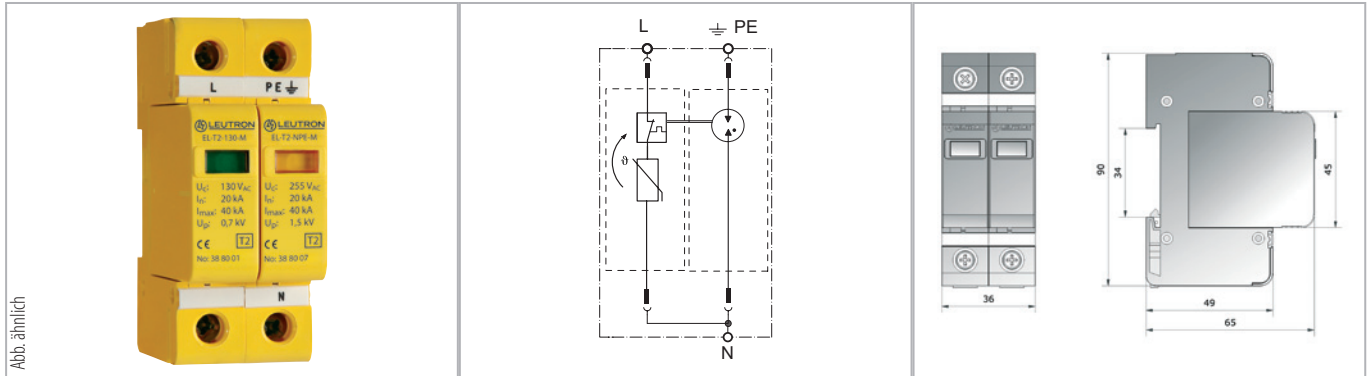 Abb. ähnlich
L
PE ⏚
LEUTRON
EL-T2-130-M
Uc: 130 VAC
In: 20 kA
Imax: 40 kA
Up: 0,7 kV
CE T2
No: 38 80 01
LEUTRON
EL-T2-NPE-M
Uc: 255 VAC
In: 20 kA
Imax: 40 kA
Up: 1,5 kV
CE T2
No: 38 80 07
N
L
⏚ PE
ϑ
N
90
34
36
45
49
65